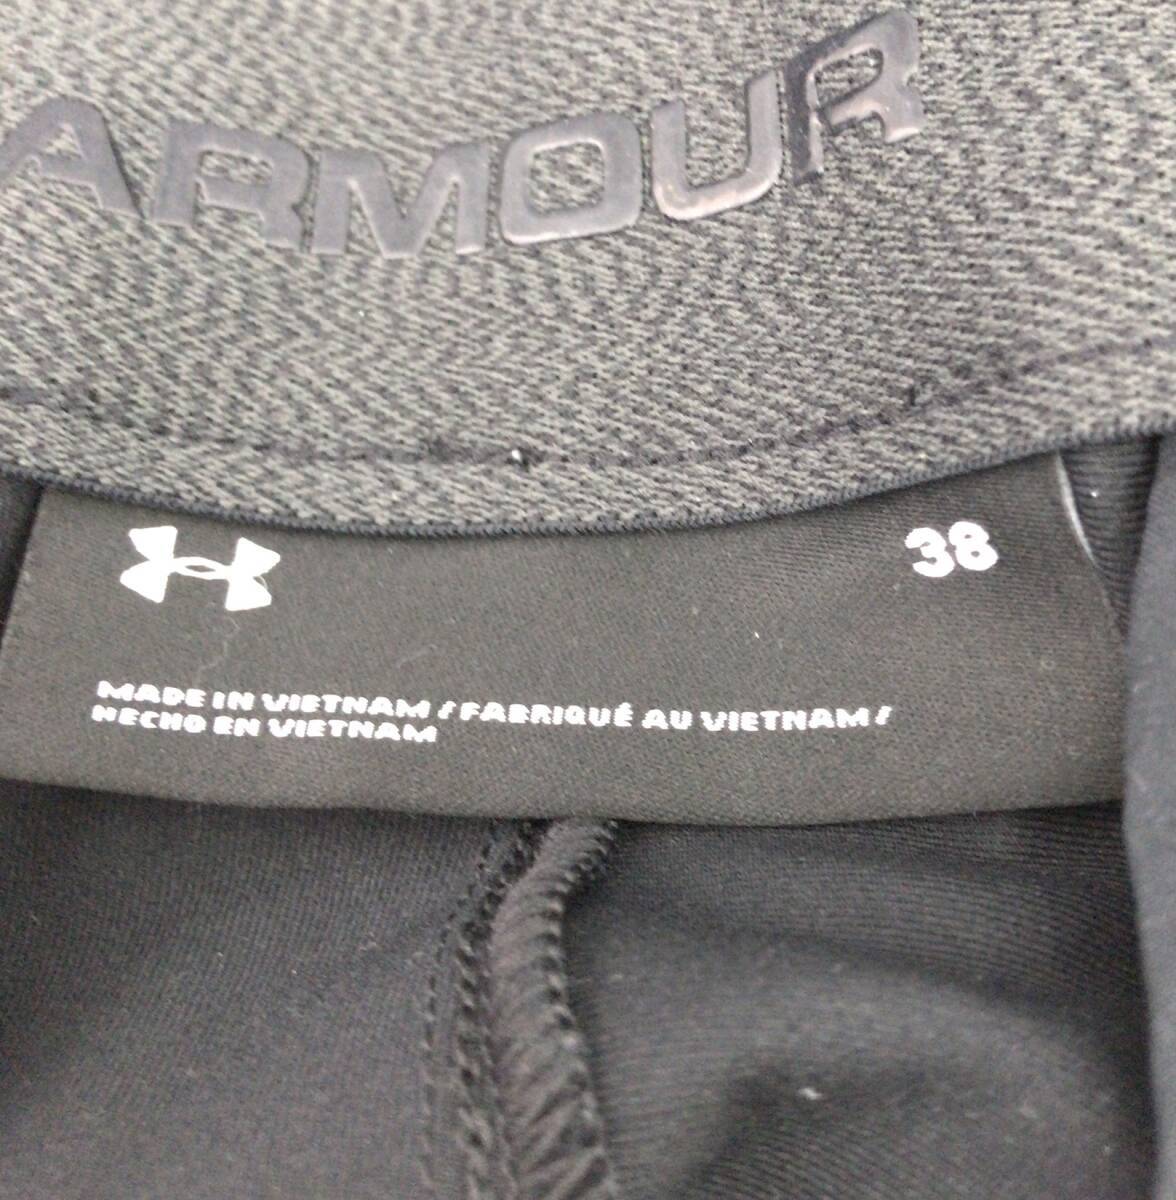 ARMOUR
38
MADE IN VIETNAM / FABRIQUÉ AU VIETNAM /
HECHO EN VIETNAM